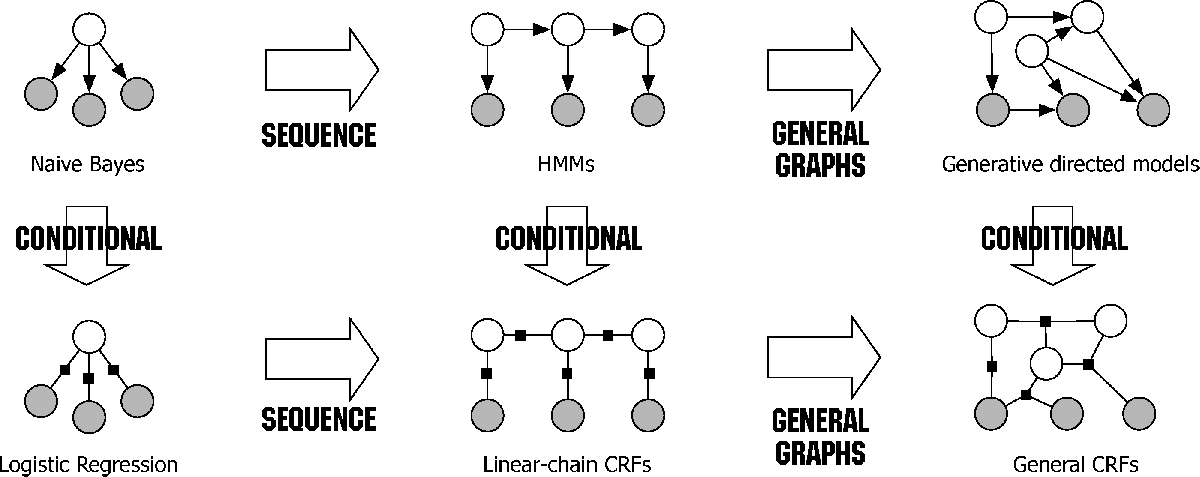 SEQUENCE
GENERAL
GRAPHS
Naive Bayes
HMMs
Generative directed models
CONDITIONAL
CONDITIONAL
CONDITIONAL
SEQUENCE
GENERAL
GRAPHS
Logistic Regression
Linear-chain CRFs
General CRFs